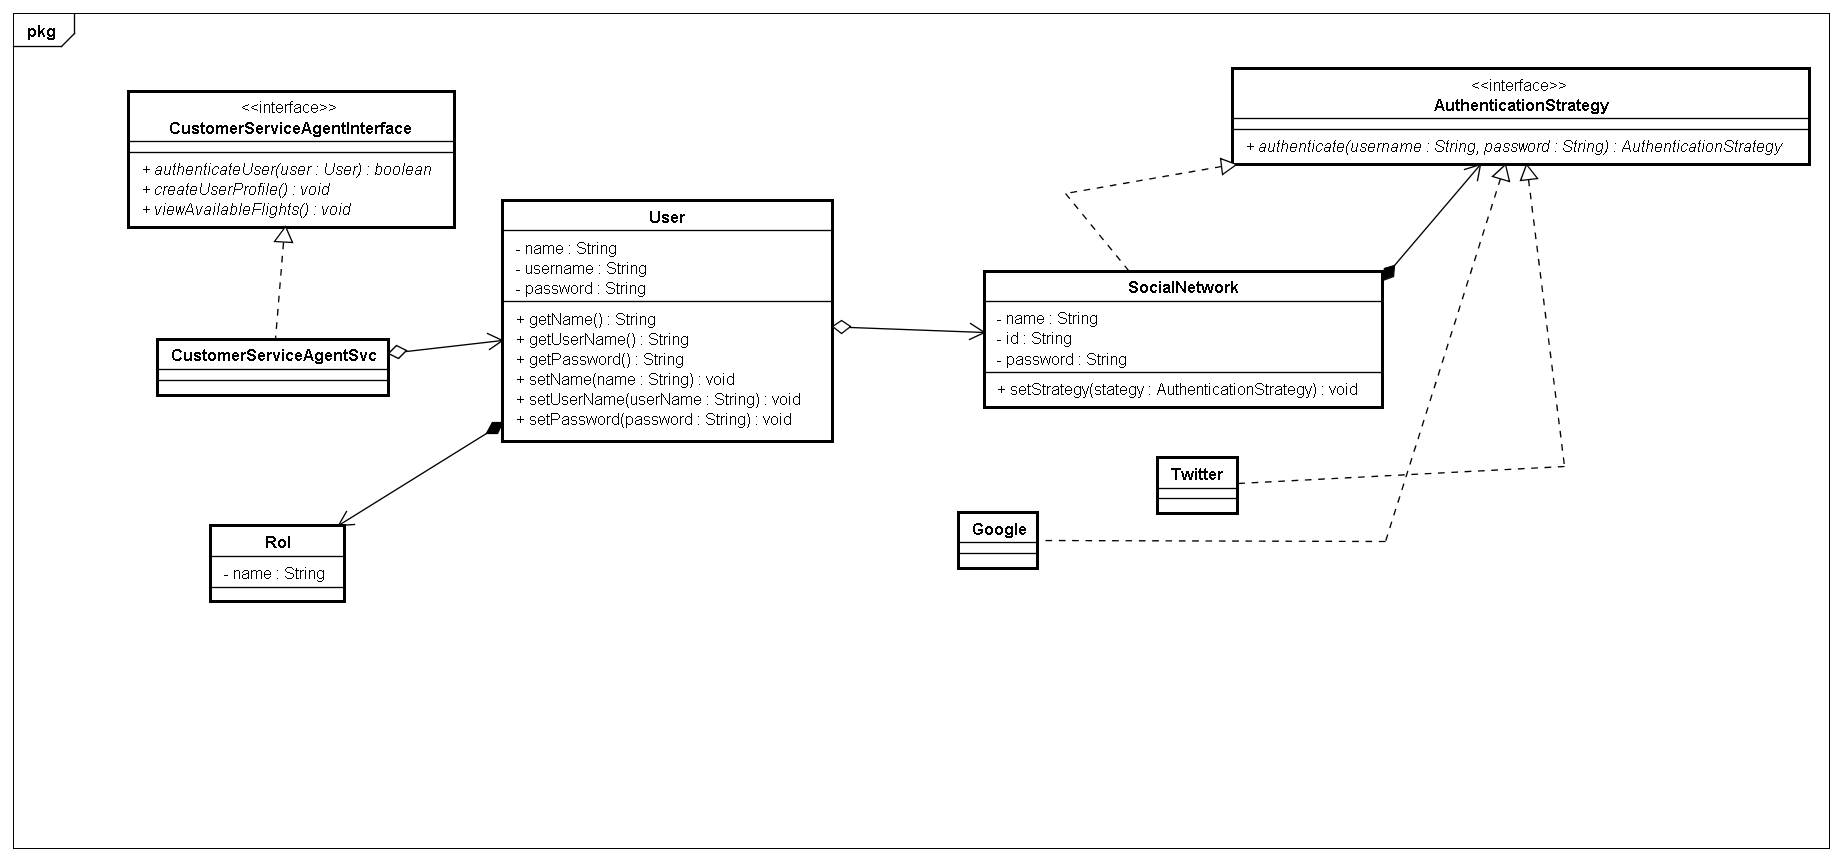 pkg
<<interface>>
CustomerServiceAgentInterface
+ authenticateUser(user : User) : boolean
+ createUserProfile() : void
+ viewAvailableFlights() : void
CustomerServiceAgentSvc
User
- name : String
- username : String
- password : String
+ getName() : String
+ getUserName() : String
+ getPassword() : String
+ setName(name : String) : void
+ setUserName(userName : String) : void
+ setPassword(password : String) : void
Rol
- name : String
<<interface>>
AuthenticationStrategy
+ authenticate(username : String, password : String) : AuthenticationStrategy
SocialNetwork
- name : String
- id : String
- password : String
+ setStrategy(stategy : AuthenticationStrategy) : void
Twitter
Google